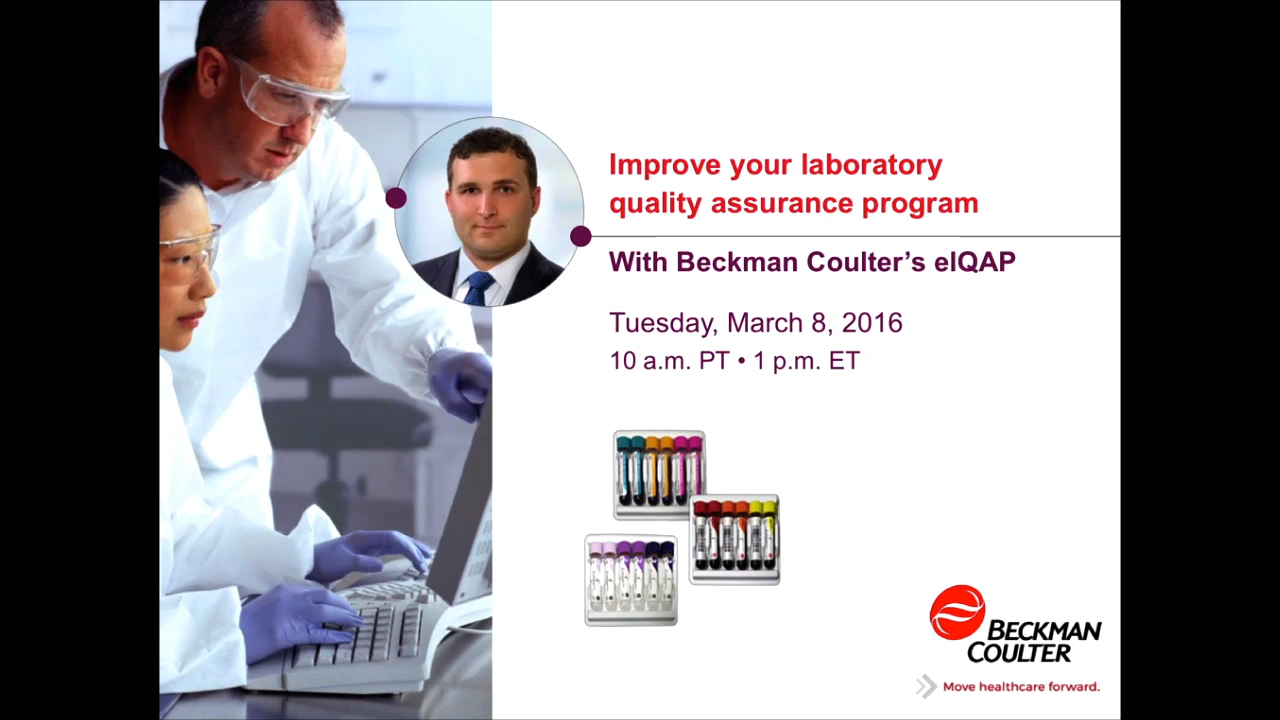 Improve your laboratory
quality assurance program
With Beckman Coulter’s eIQAP
Tuesday, March 8, 2016
10 a.m. PT • 1 p.m. ET
BECKMAN
COULTER
Move healthcare forward.